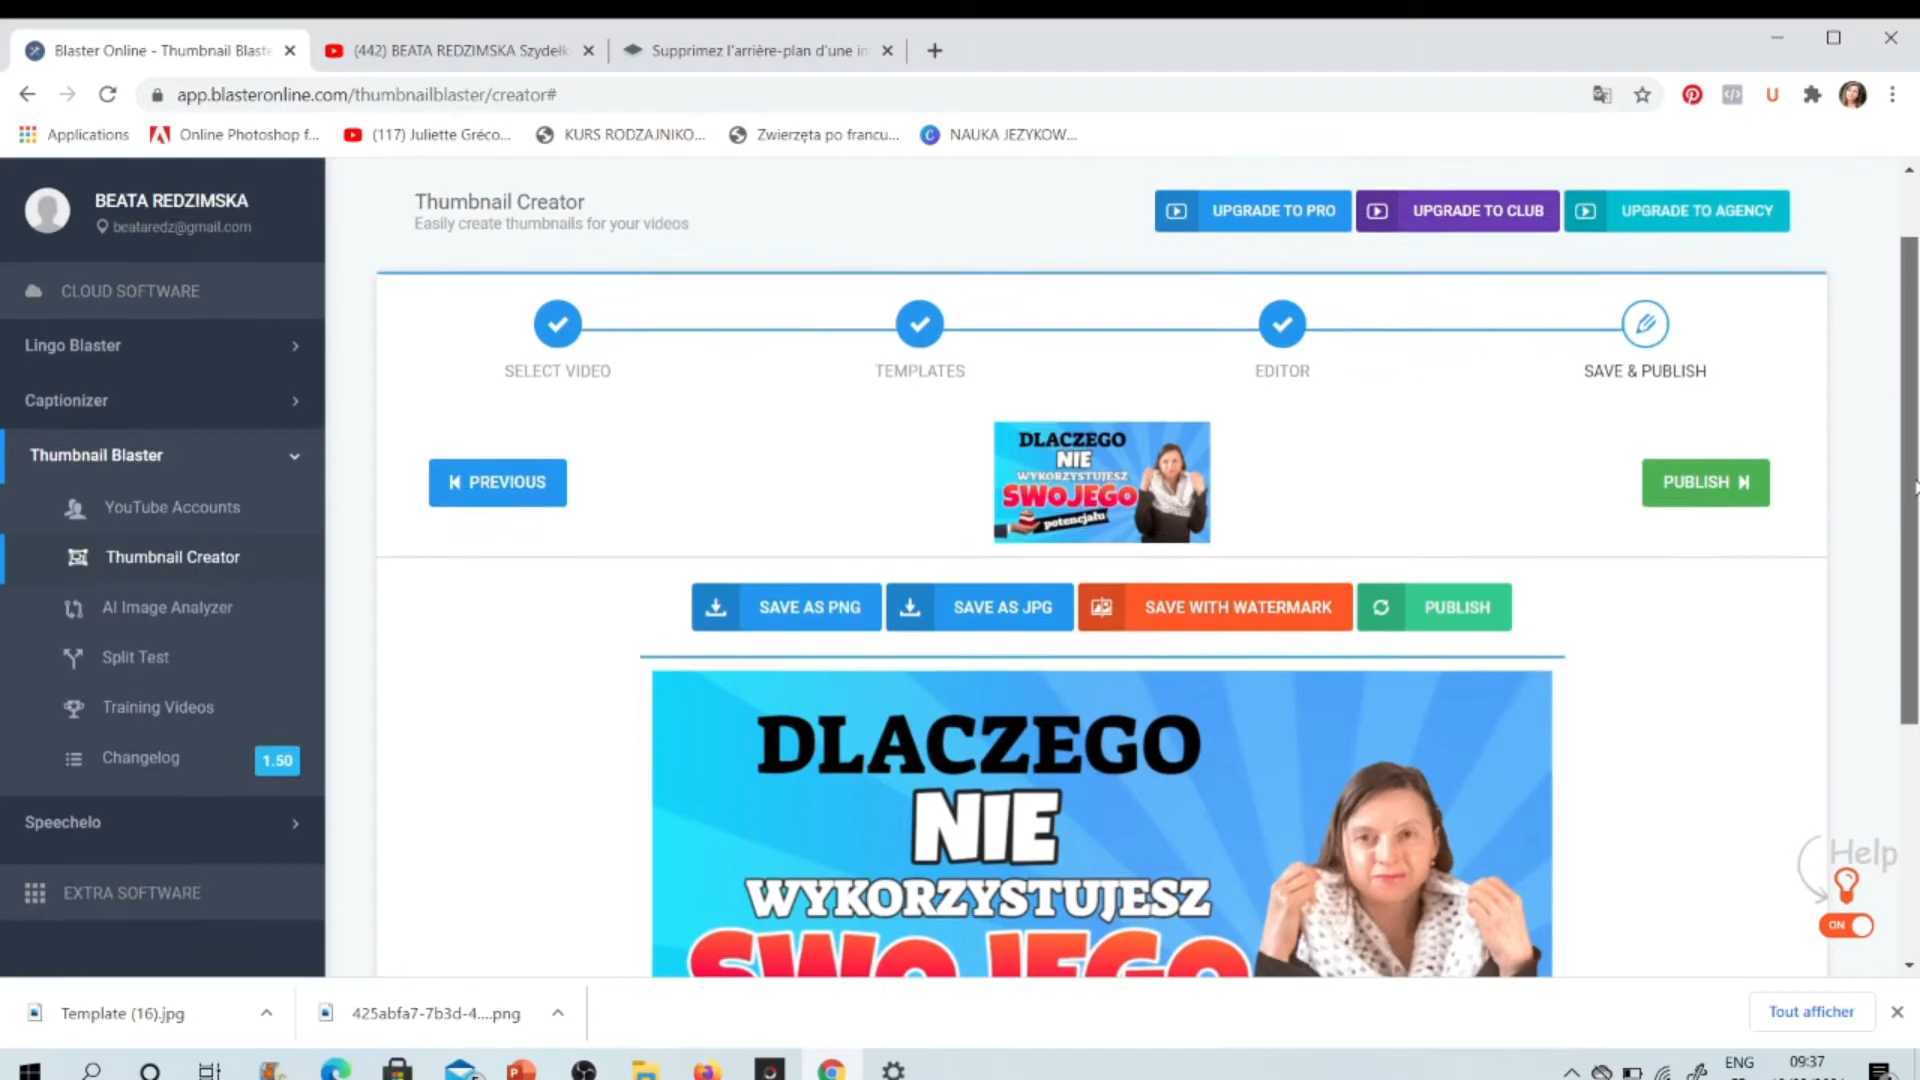 Blaster Online - Thumbnail Blaste
(442) BEATA REDZIMSKA Szydełk
Supprimez l'arrière-plan d'une im
app.blasteronline.com/thumbnailblaster/creator#
Applications
Online Photoshop f...
(117) Juliette Gréco...
KURS RODZAJNIKO...
Zwierzęta po francu...
NAUKA JEZYKOW...
BEATA REDZIMSKA
beataredz@gmail.com
CLOUD SOFTWARE
Lingo Blaster
Captionizer
Thumbnail Blaster
YouTube Accounts
Thumbnail Creator
AI Image Analyzer
Split Test
Training Videos
Changelog
1.50
Speechelo
EXTRA SOFTWARE
Thumbnail Creator
Easily create thumbnails for your videos
UPGRADE TO PRO
UPGRADE TO CLUB
UPGRADE TO AGENCY
SELECT VIDEO
TEMPLATES
EDITOR
SAVE & PUBLISH
PREVIOUS
DLACZEGO
NIE
WYKORZYSTUJESZ
SWOJEGO
potencjału
PUBLISH
SAVE AS PNG
SAVE AS JPG
SAVE WITH WATERMARK
PUBLISH
DLACZEGO
NIE
WYKORZYSTUJESZ
SWOJEGO
Help
ON
Template (16).jpg
425abfa7-7b3d-4....png
Tout afficher
ENG
09:37